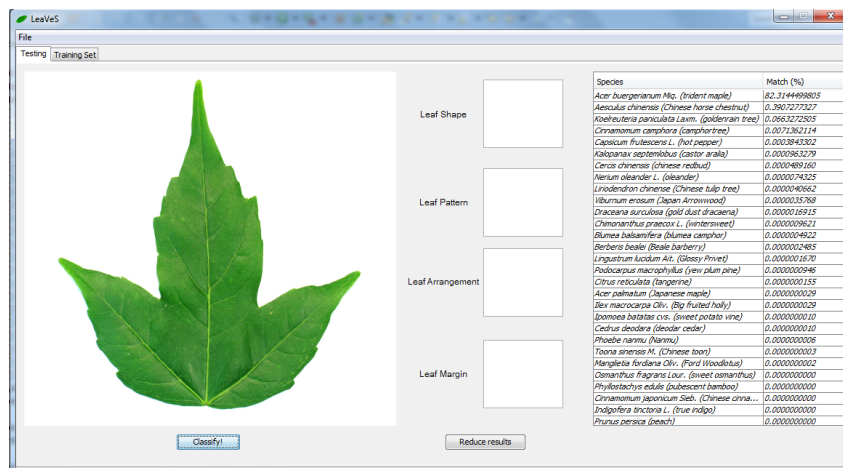 LeaVeS
File
Testing Training Set
Leaf Shape
Leaf Pattern
Leaf Arrangement
Leaf Margin
Classify!
Reduce results
Species Match (%)
Acer buergerianum Miq. (trident maple) 82.3144499805
Aesculus chinensis (Chinese horse chestnut) 0.3907277327
Koelreuteria paniculata Laxm. (goldenrain tree) 0.0663272505
Cinnamomum camphora (camphortree) 0.0071362114
Capsicum frutescens L. (hot pepper) 0.0003843302
Kalopanax septemlobus (castor aralia) 0.0000963279
Cercis chinensis (chinese redbud) 0.0000489160
Nerium oleander L. (oleander) 0.0000074325
Liriodendron chinense (Chinese tulip tree) 0.0000040662
Viburnum erosum (Japan Arrowwood) 0.0000035768
Draceana surculosa (gold dust dracaena) 0.0000016915
Chimonanthus praecox L. (wintersweet) 0.0000009621
Blumea balsamifera (blumea camphor) 0.0000004922
Berberis bealei (Beale barberry) 0.0000002485
Lingustrum lucidum Ait. (Glossy Privet) 0.0000001670
Podocarpus macrophyllus (yew plum pine) 0.0000000946
Citrus reticulata (tangerine) 0.0000000155
Acer palmatum (Japanese maple) 0.0000000029
Ilex macrocarpa Oliv. (Big fruited holly) 0.0000000029
Ipomoea batatas cvs. (sweet potato vine) 0.0000000010
Cedrus deodara (deodar cedar) 0.0000000010
Phoebe nanmu (Nanmu) 0.0000000006
Toona sinensis M. (Chinese toon) 0.0000000003
Manglietia fordiana Oliv. (Ford Woodlotus) 0.0000000002
Osmanthus fragrans Lour. (sweet osmanthus) 0.0000000000
Phyllostachys edulis (pubescent bamboo) 0.0000000000
Cinnamomum japonicum Sieb. (Chinese cinna... 0.0000000000
Indigofera tinctoria L. (true indigo) 0.0000000000
Prunus persica (peach) 0.0000000000